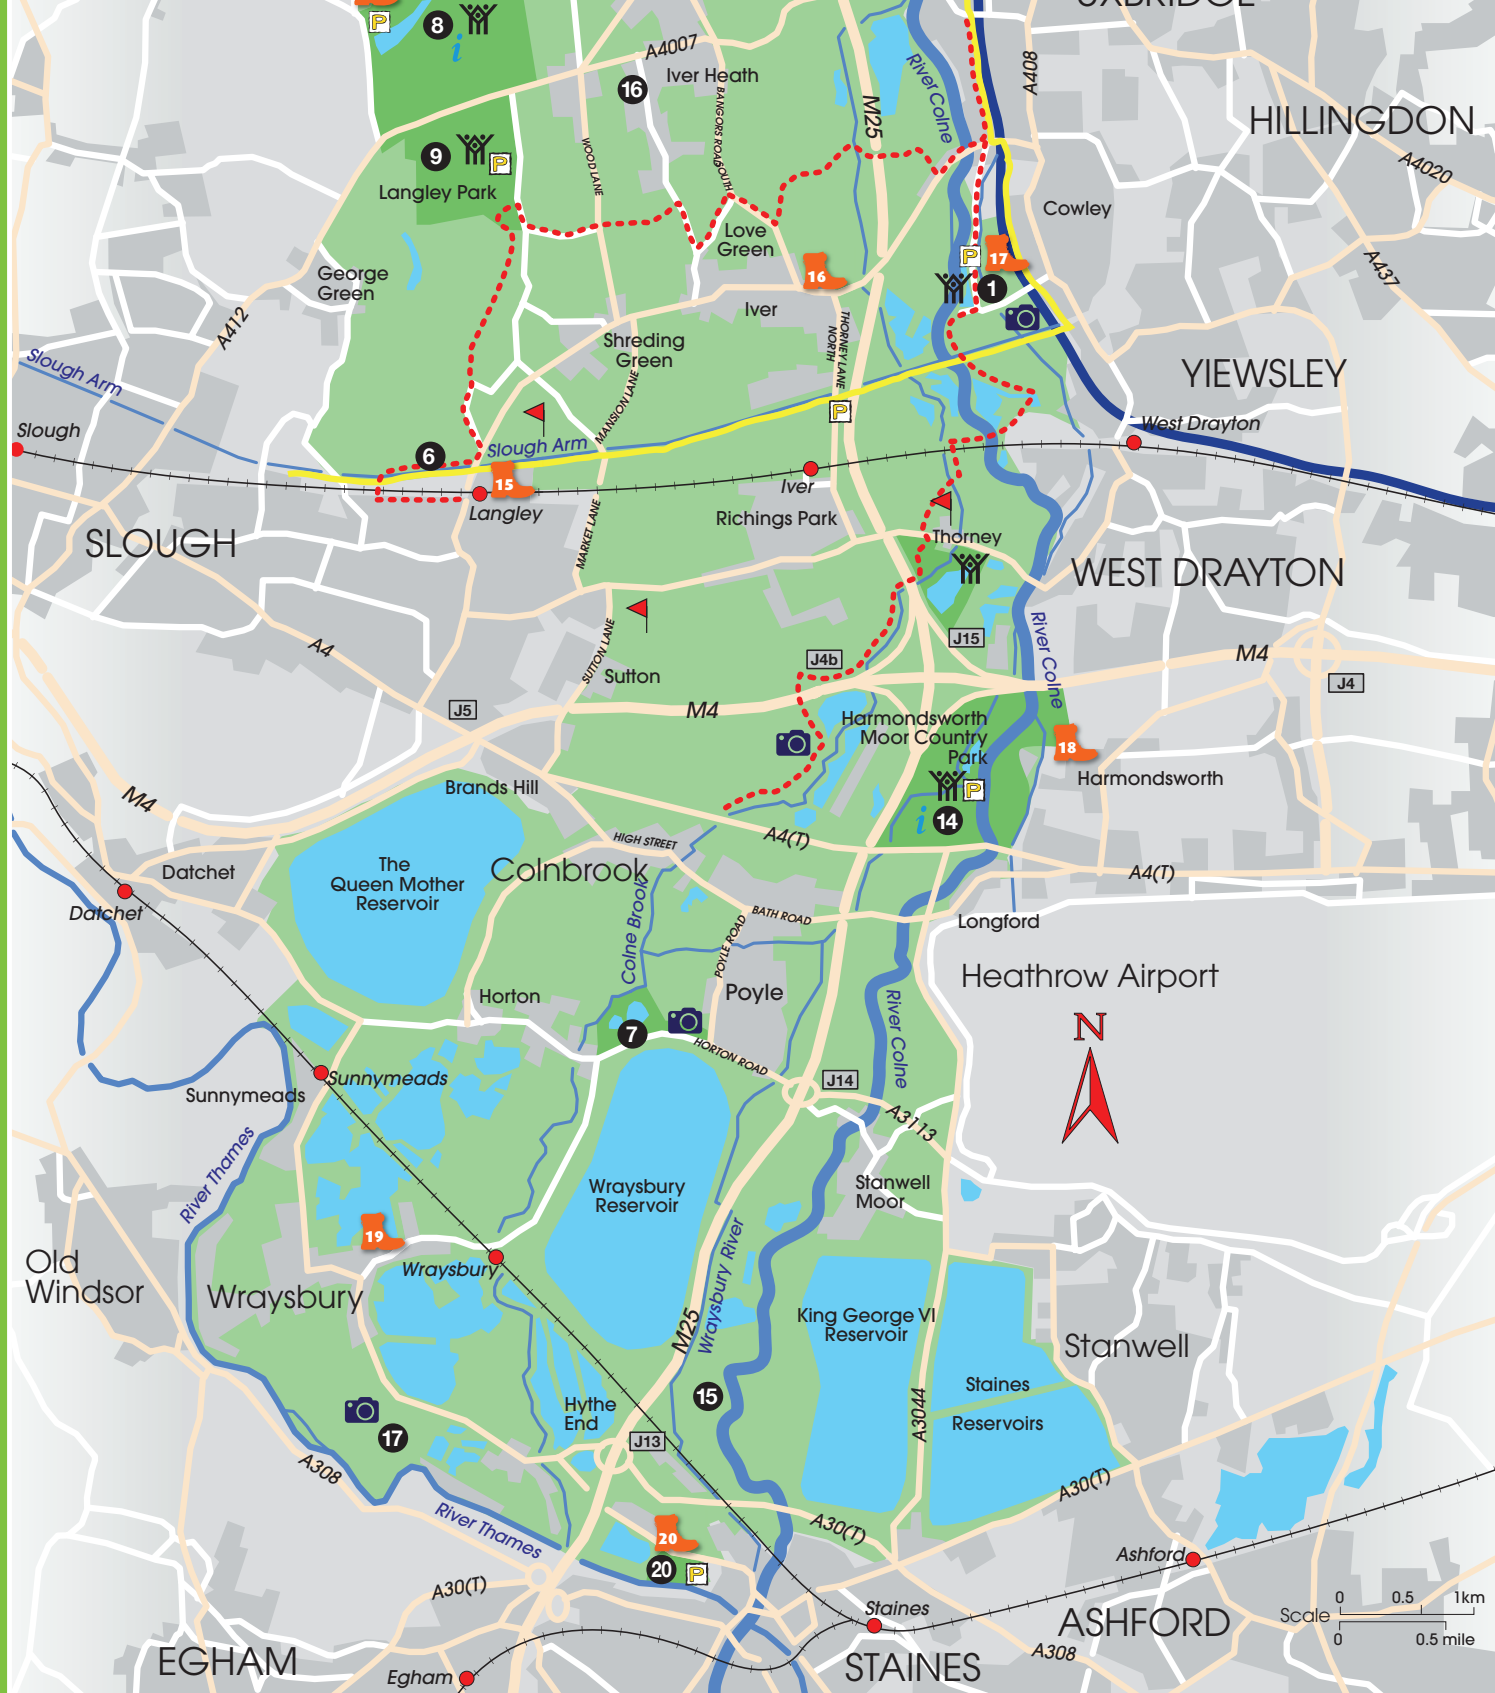 UXBRIDGE
P
8
i
A4007
Iver Heath
16
A408
River Colne
M25
HILLINGDON
A4020
BANGORS ROAD SOUTH
WOOD LANE
9
P
Langley Park
Cowley
Love
Green
George
Green
16
P
17
1
A437
A412
Iver
THORNEY LANE
NORTH
Shreding
Green
Slough Arm
YIEWSLEY
MANSION LANE
P
Slough
6
Slough Arm
West Drayton
15
Iver
Langley
Richings Park
SLOUGH
MARKET LANE
Thorney
WEST DRAYTON
River Colne
A4
SUTTON LANE
J15
J4b
M4
Sutton
J4
J5
M4
Harmondsworth
Moor Country
Park
18
Harmondsworth
P
Brands Hill
M4
i
14
A4(T)
HIGH STREET
Datchet
The
Queen Mother
Reservoir
Colnbrook
A4(T)
Datchet
Colne Brook
BATH ROAD
Longford
POYLE ROAD
Heathrow Airport
Horton
Poyle
River Colne
7
N
HORTON ROAD
Sunnymeads
Sunnymeads
J14
A3113
River Thames
Wraysbury
Reservoir
Stanwell
Moor
19
Wraysbury
Old
Windsor
Wraysbury
Wraysbury River
M25
King George VI
Reservoir
Stanwell
Staines
Reservoirs
15
A3044
Hythe
End
17
J13
A308
A30(T)
River Thames
A30(T)
20
20
P
Ashford
A30(T)
Staines
0 0.5 1km
Scale
0 0.5 mile
ASHFORD
A308
EGHAM
Egham
STAINES